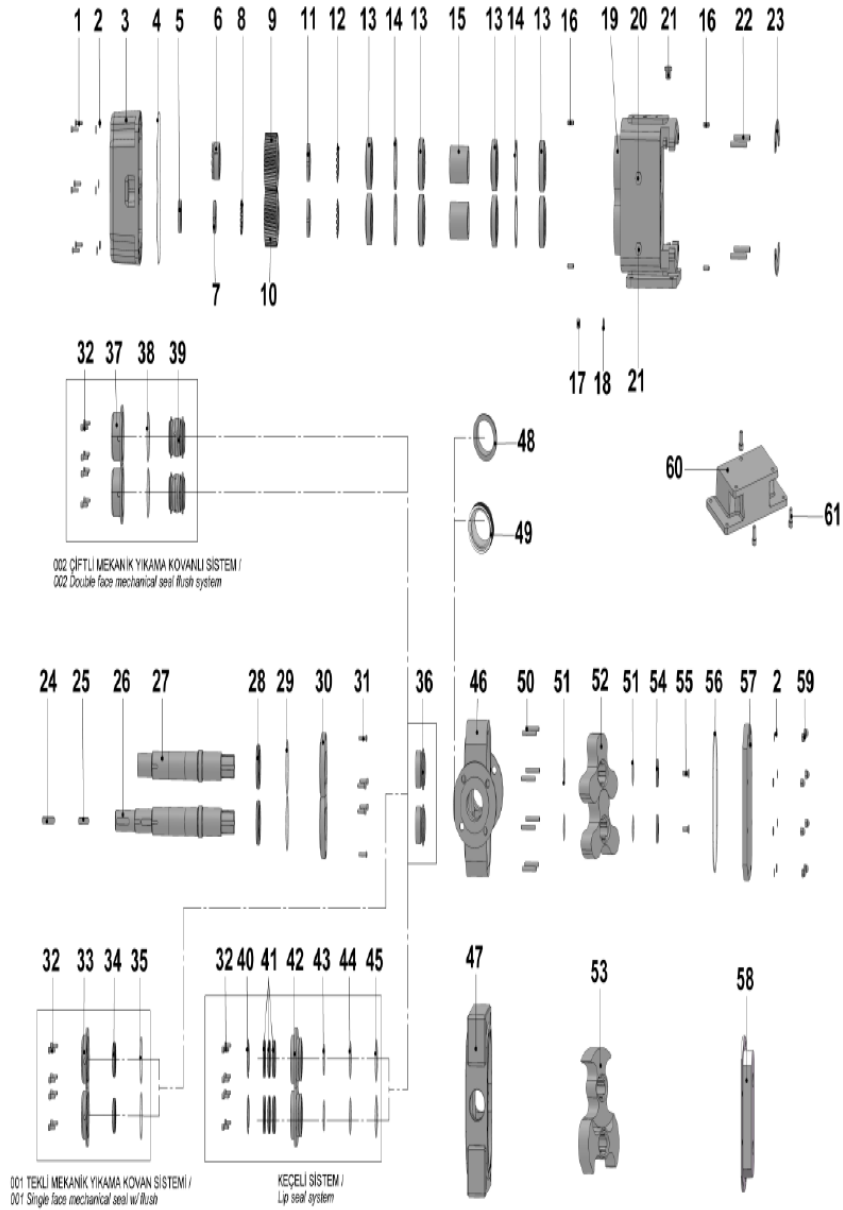 1 2 3 4 5 6 8 9 11 12 13 14 13 15 13 14 13 16 19 20 21 16 22 23
7 10 17 18 21
32 37 38 39
48
49
60
61
002 ÇİFTLİ MEKANİK YIKAMA KOVANLI SİSTEM /
002 Double face mechanical seal flush system
24 25 26 27 28 29 30 31 36 46 50 51 52 51 54 55 56 57 2 59
32 33 34 35
32 40 41 42 43 44 45
47
53
58
001 TEKLİ MEKANİK YIKAMA KOVAN SİSTEMİ /
001 Single face mechanical seal w/ flush
KEÇELİ SİSTEM /
Lip seal system